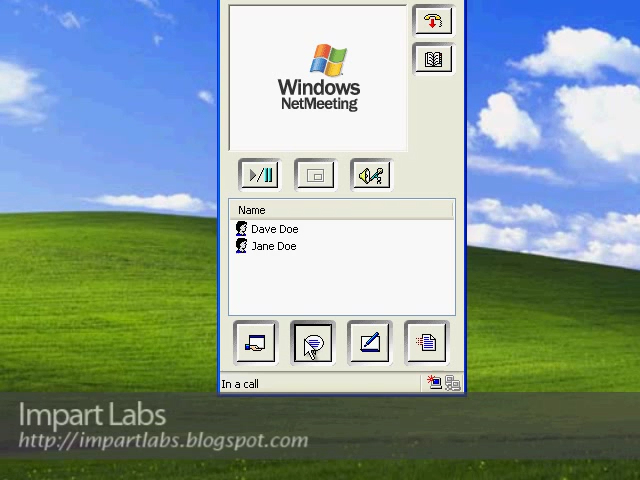 Windows
NetMeeting
Name
Dave Doe
Jane Doe
In a call
Impart Labs
http://impartlabs.blogspot.com